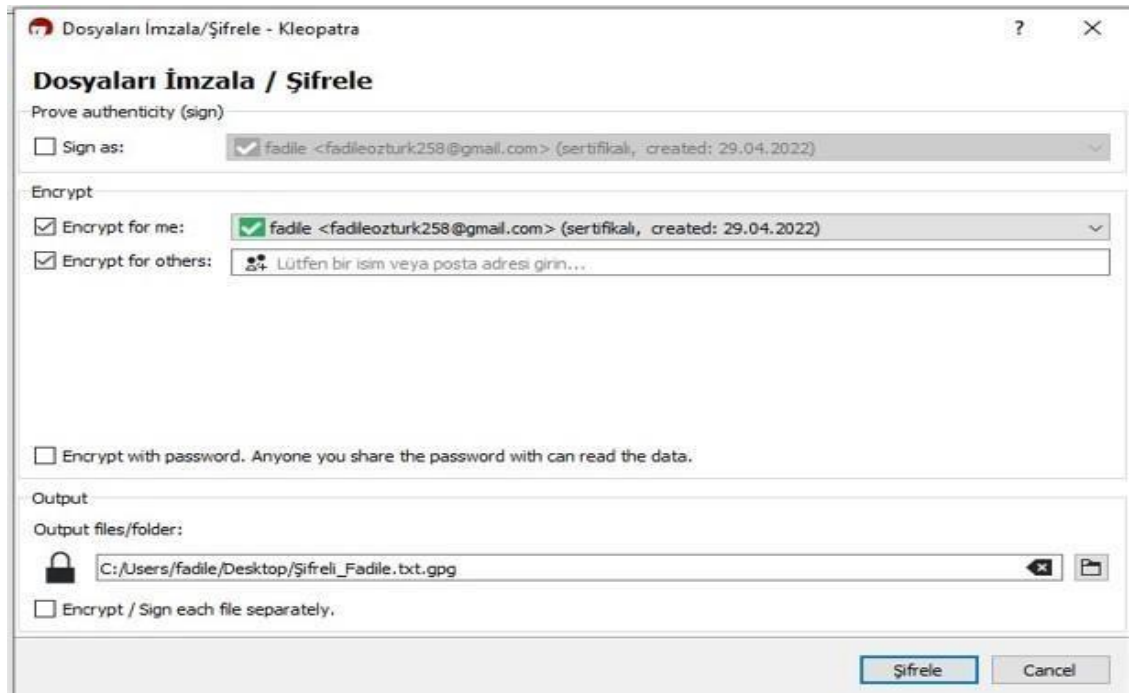 Dosyaları İmzala/Şifrele - Kleopatra
Dosyaları İmzala / Şifrele
Prove authenticity (sign)
Sign as: fadile <fadileozturk258@gmail.com> (sertifikalı, created: 29.04.2022)
Encrypt
Encrypt for me: fadile <fadileozturk258@gmail.com> (sertifikalı, created: 29.04.2022)
Encrypt for others: Lütfen bir isim veya posta adresi girin...
Encrypt with password. Anyone you share the password with can read the data.
Output
Output files/folder:
C:/Users/fadile/Desktop/Şifreli_Fadile.txt.gpg
Encrypt / Sign each file separately.
Şifrele Cancel